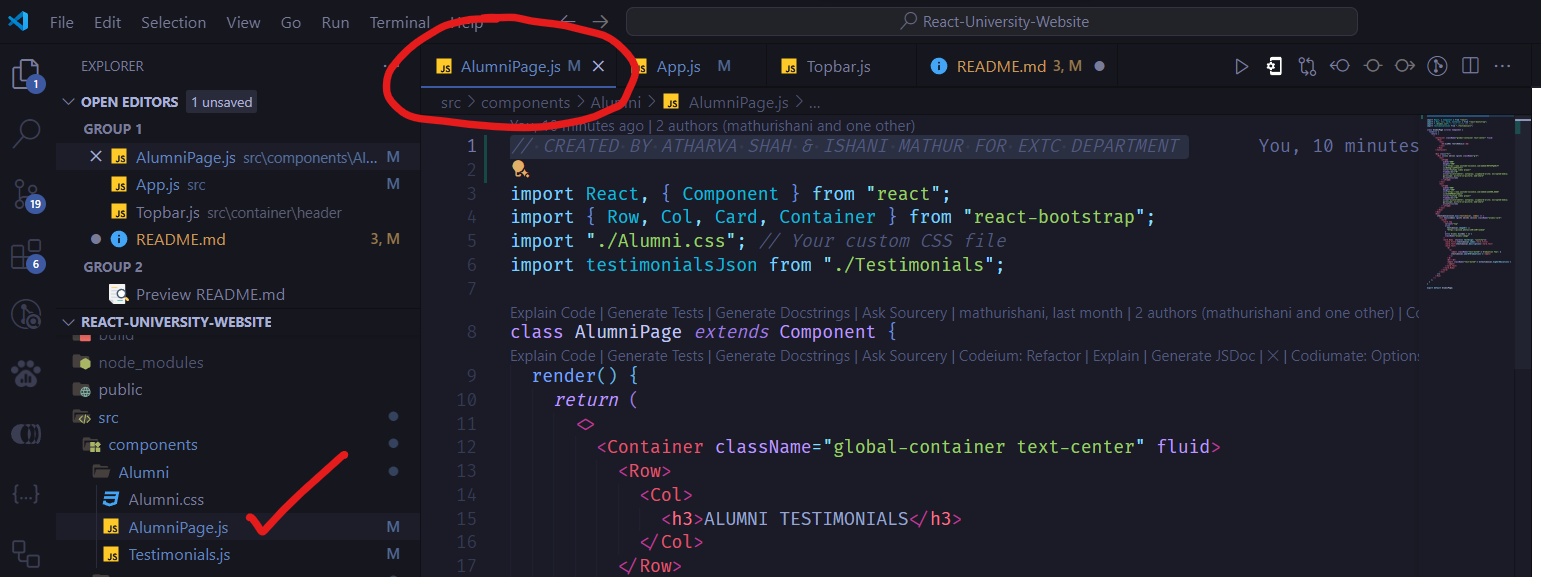 File Edit Selection View Go Run Terminal Help
React-University-Website
EXPLORER
OPEN EDITORS 1 unsaved
GROUP 1
AlumniPage.js src\components\Al... M
App.js src M
Topbar.js src\container\header
README.md 3, M
GROUP 2
Preview README.md
REACT-UNIVERSITY-WEBSITE
build
node_modules
public
src
components
Alumni
Alumni.css
AlumniPage.js M
Testimonials.js M
1
19
6
JS AlumniPage.js M
JS App.js M
JS Topbar.js
README.md 3, M
src > components > Alumni > JS AlumniPage.js > ...
You, 10 minutes ago | 2 authors (mathurishani and one other)
1 // CREATED BY ATHARVA SHAH & ISHANI MATHUR FOR EXTC DEPARTMENT You, 10 minutes
2
3 import React, { Component } from "react";
4 import { Row, Col, Card, Container } from "react-bootstrap";
5 import "./Alumni.css"; // Your custom CSS file
6 import testimonialsJson from "./Testimonials";
7
Explain Code | Generate Tests | Generate Docstrings | Ask Sourcery | mathurishani, last month | 2 authors (mathurishani and one other) | Co
8 class AlumniPage extends Component {
Explain Code | Generate Tests | Generate Docstrings | Ask Sourcery | Codeium: Refactor | Explain | Generate JSDoc | X | Codiumate: Options
9 render() {
10 return (
11 <>
12 <Container className="global-container text-center" fluid>
13 <Row>
14 <Col>
15 <h3>ALUMNI TESTIMONIALS</h3>
16 </Col>
17 </Row>